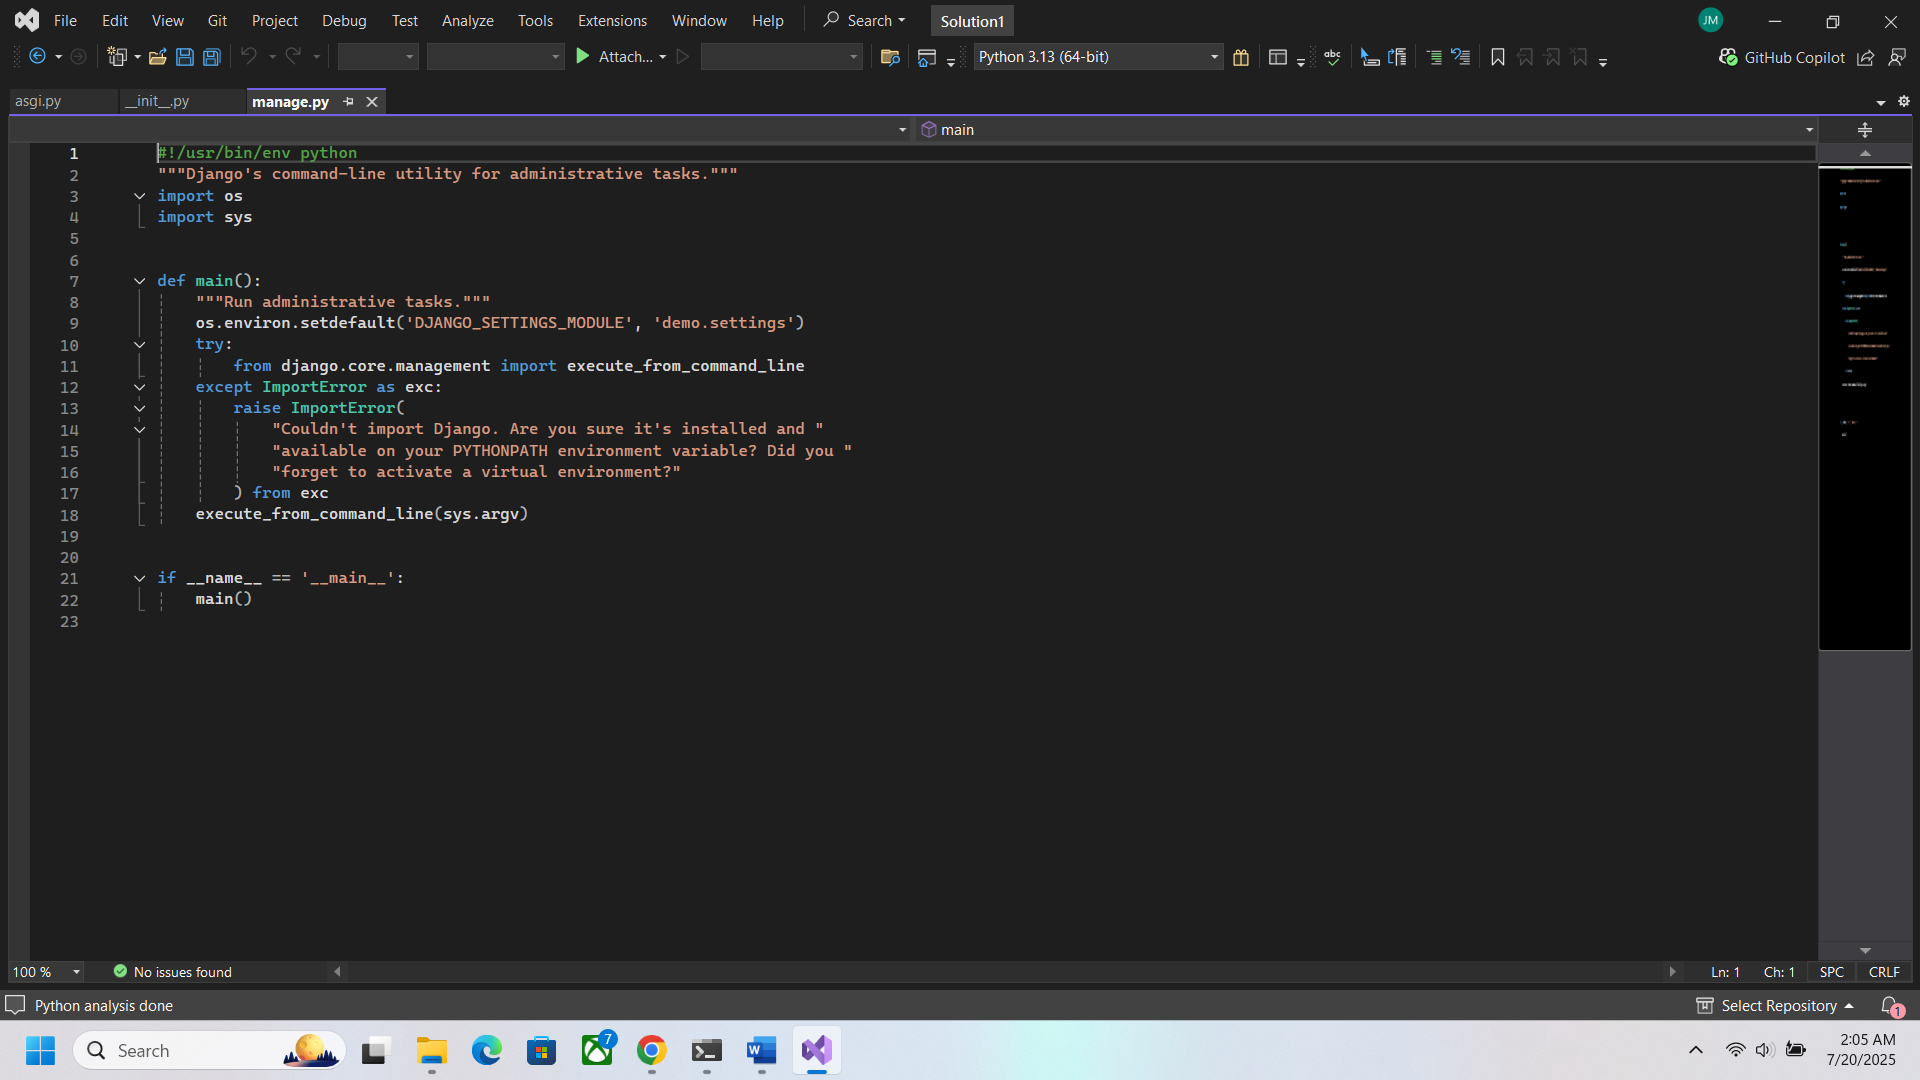 File Edit View Git Project Debug Test Analyze Tools Extensions Window Help Search Solution1 JM
Attach... Python 3.13 (64-bit) abc GitHub Copilot
asgi.py __init__.py manage.py
main
1 #!/usr/bin/env python
2 """Django's command-line utility for administrative tasks."""
3 import os
4 import sys
5
6
7 def main():
8 """Run administrative tasks."""
9 os.environ.setdefault('DJANGO_SETTINGS_MODULE', 'demo.settings')
10 try:
11 from django.core.management import execute_from_command_line
12 except ImportError as exc:
13 raise ImportError(
14 "Couldn't import Django. Are you sure it's installed and "
15 "available on your PYTHONPATH environment variable? Did you "
16 "forget to activate a virtual environment?"
17 ) from exc
18 execute_from_command_line(sys.argv)
19
20
21 if __name__ == '__main__':
22 main()
23
100 % No issues found Ln: 1 Ch: 1 SPC CRLF
Python analysis done Select Repository 1
Search 7 W 2:05 AM
7/20/2025